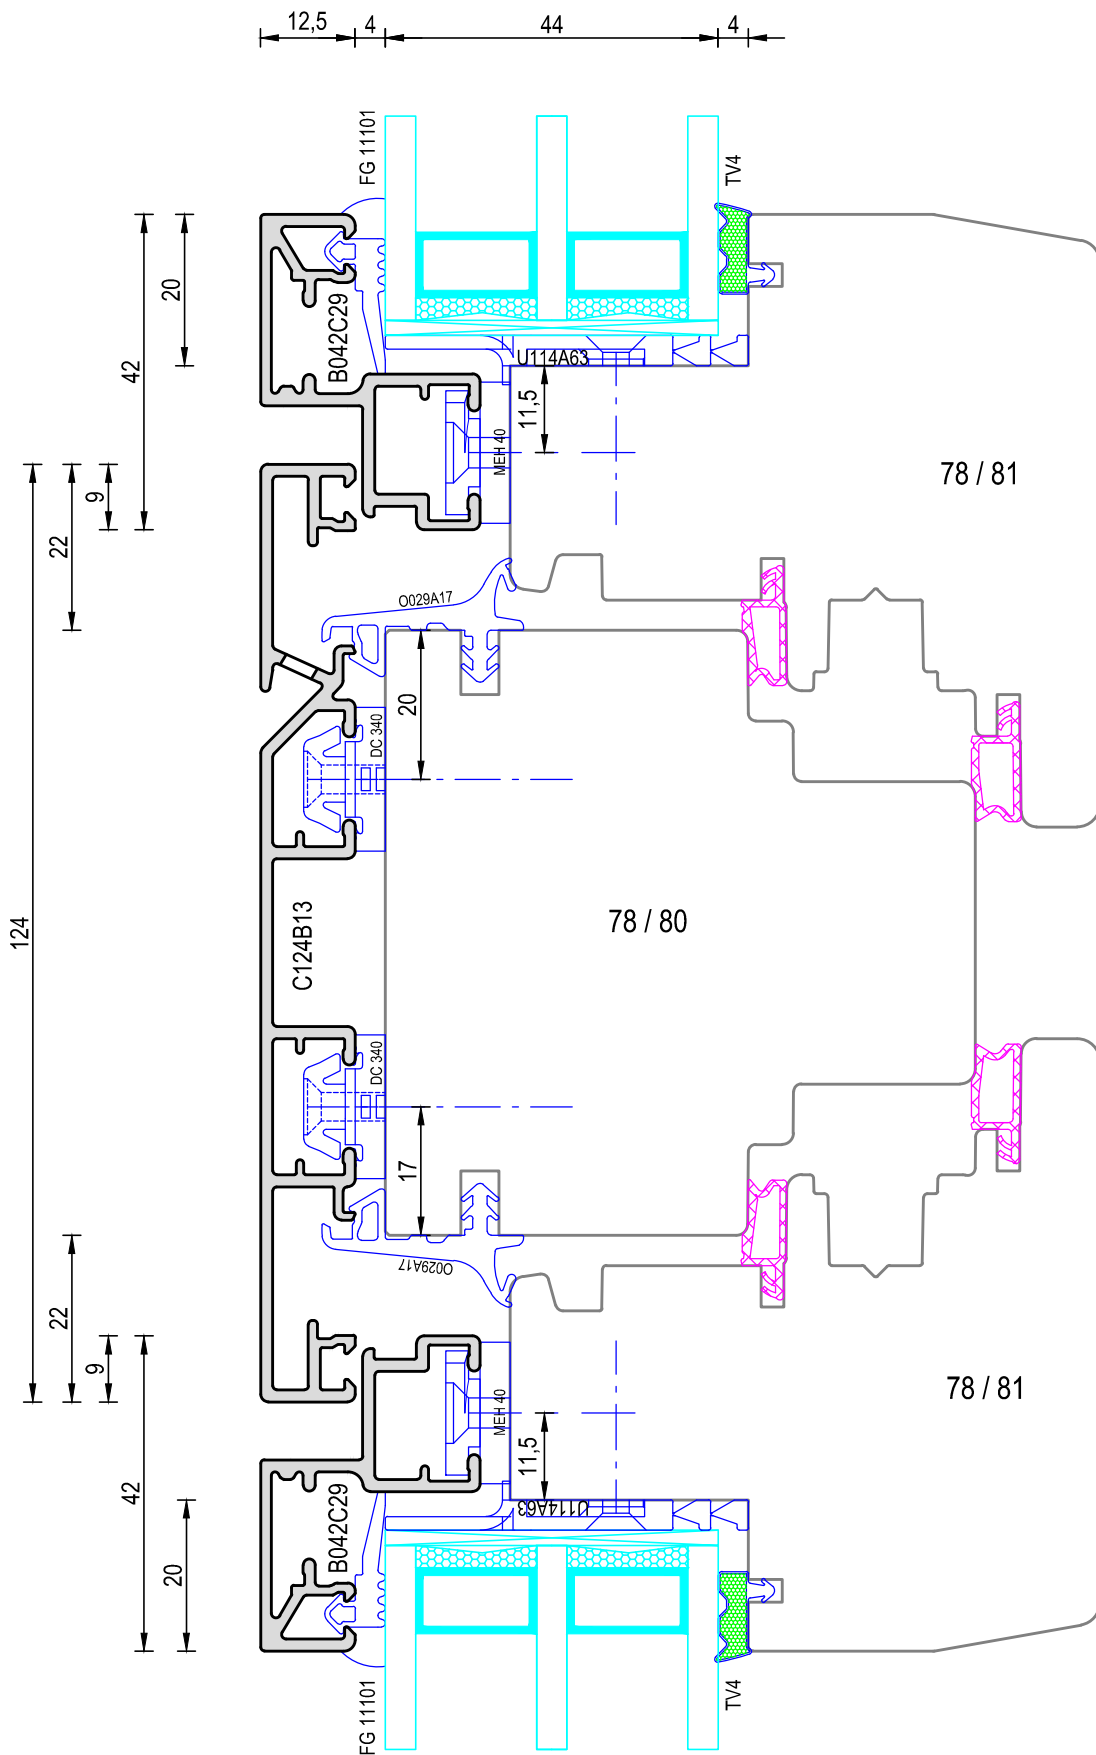 12,5
4
44
4
FG 11101
TV4
20
42
B042C29
U114A63
11,5
MEH 40
78 / 81
9
22
O029A17
20
DC 340
124
C124B13
78 / 80
DC 340
17
O029A17
22
9
MEH 40
78 / 81
11,5
42
U114A63
B042C29
20
FG 11101
TV4